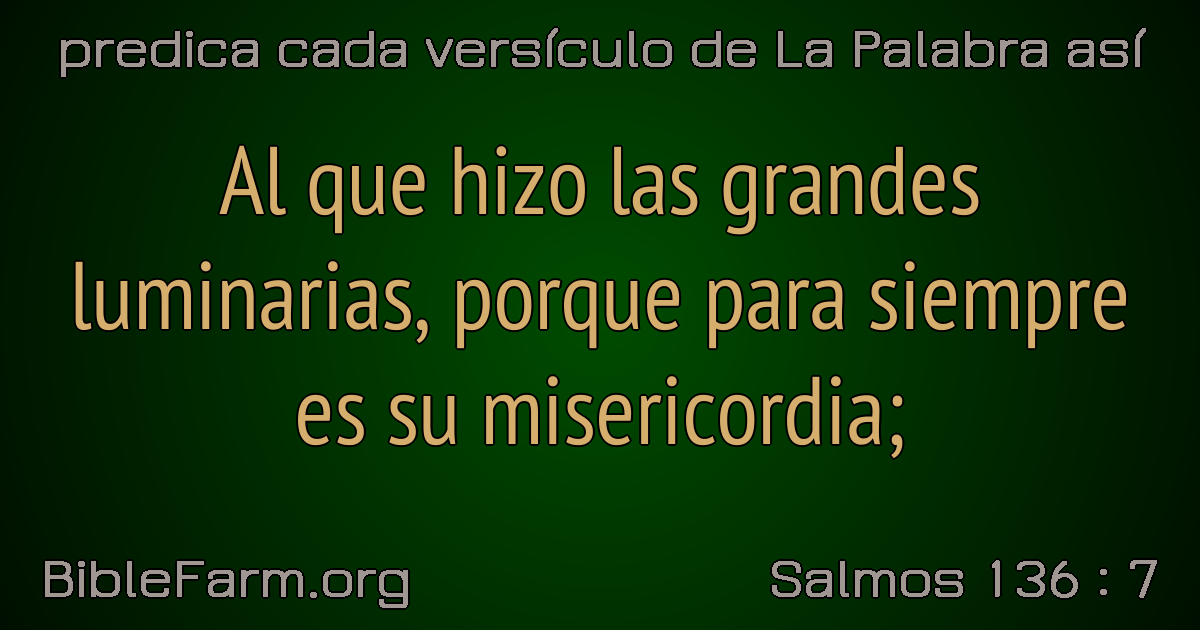 predica cada versículo de La Palabra así
Al que hizo las grandes
luminarias, porque para siempre
es su misericordia;
BibleFarm.org
Salmos 136 : 7